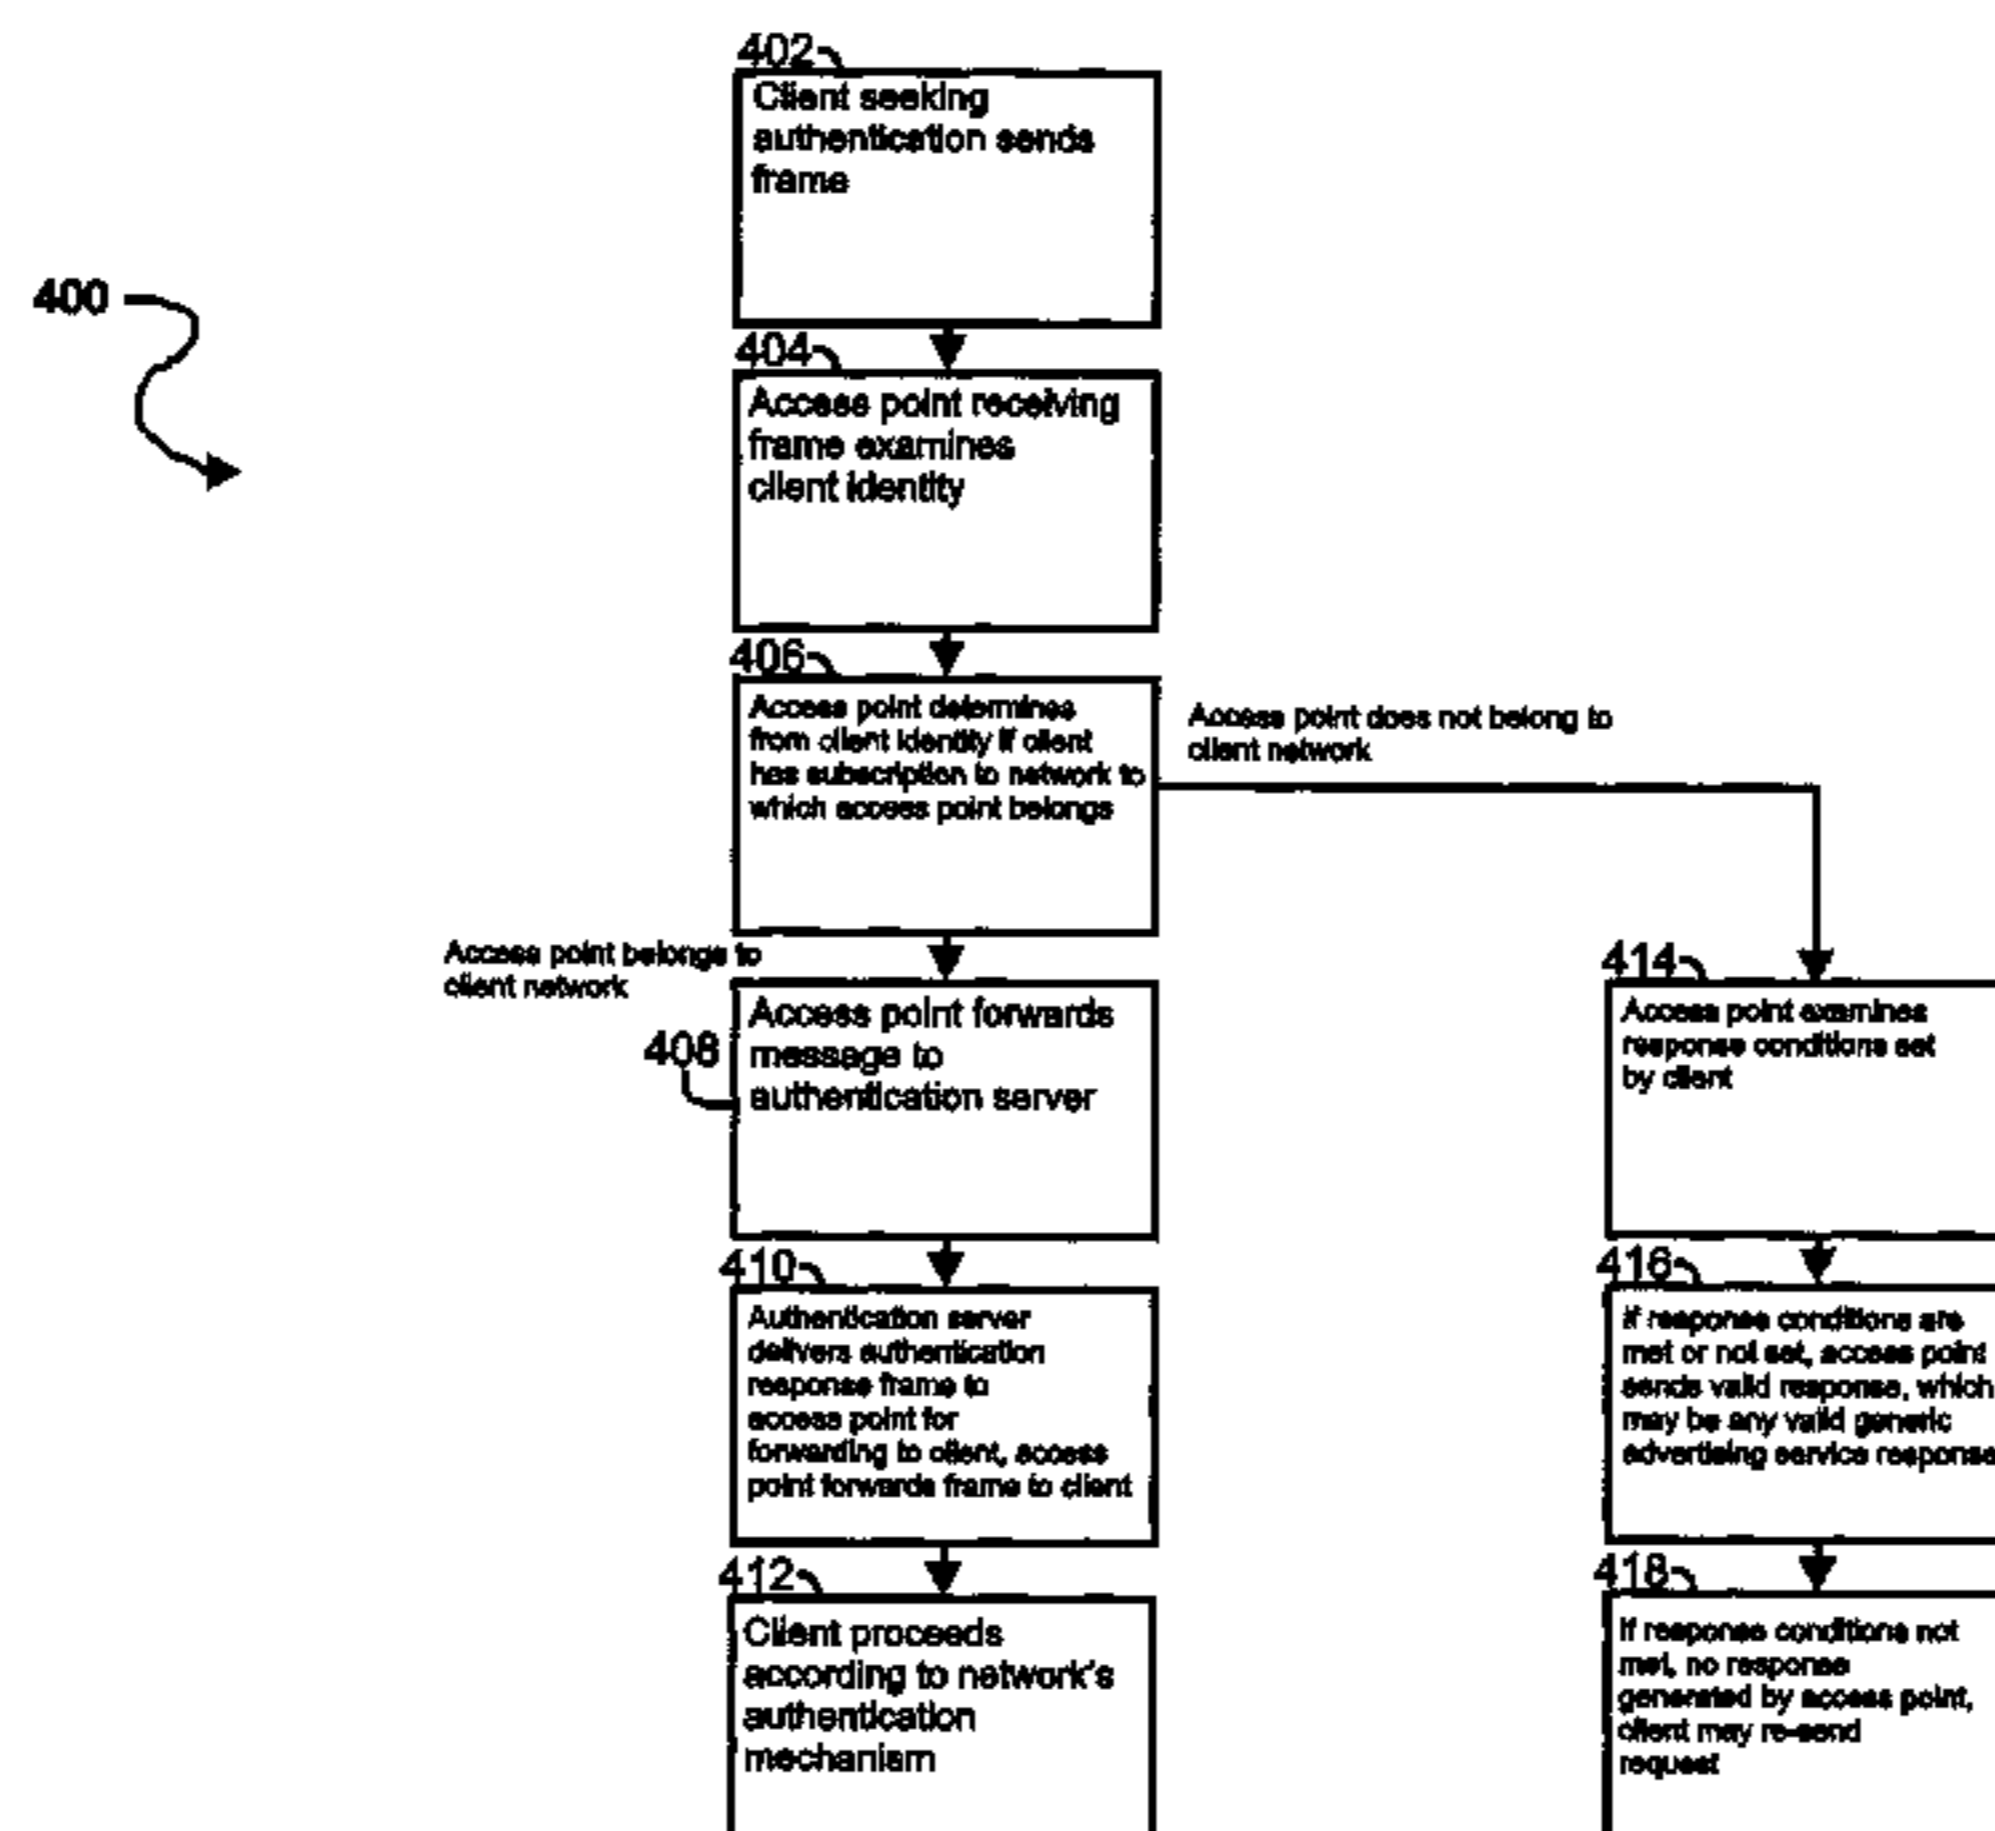 402
Client seeking
authentication sends
frame
400
404
Access point receiving
frame examines
client identity
406
Access point determines
from client identity if client
has subscription to network to
which access point belongs
Access point does not belong to
client network
Access point belongs to
client network
408
Access point forwards
message to
authentication server
414
Access point examines
response conditions set
by client
410
Authentication server
delivers authentication
response frame to
access point for
forwarding to client, access
point forwards frame to client
416
If response conditions are
met or not set, access point
sends valid response, which
may be any valid generic
advertising service response
412
Client proceeds
according to network's
authentication
mechanism
418
If response conditions not
met, no response
generated by access point,
client may re-send
request